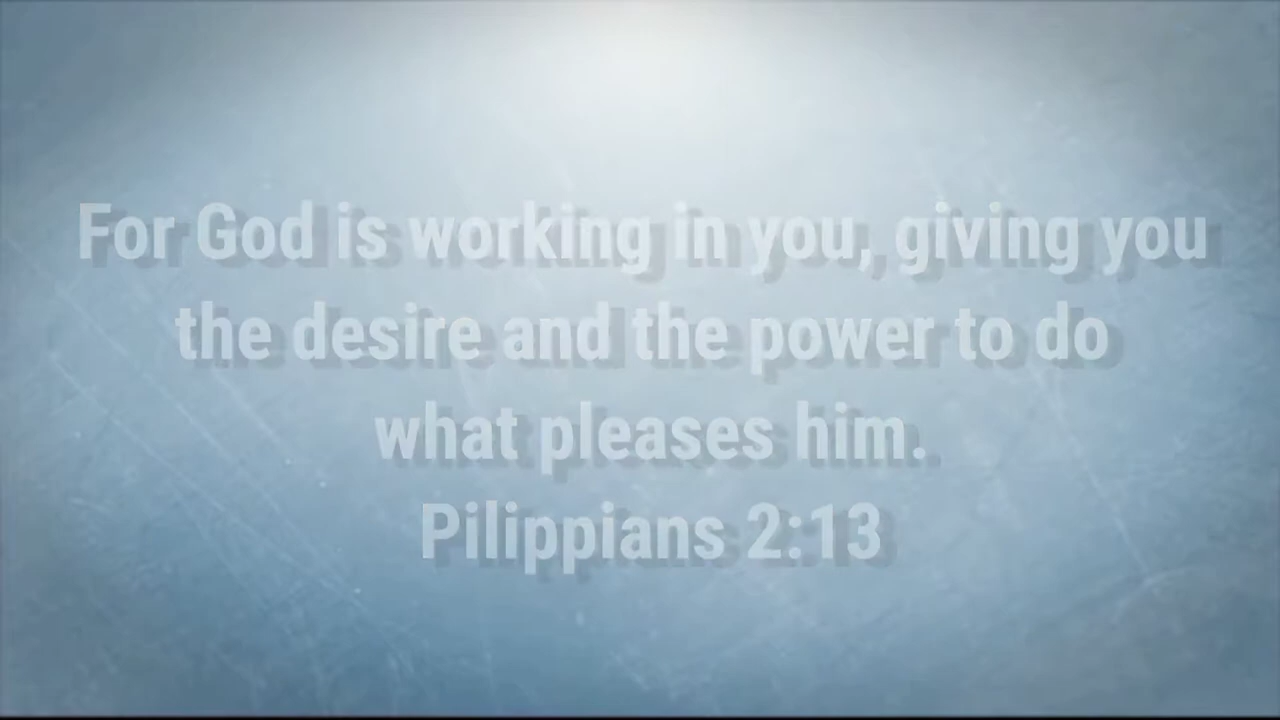 For God is working in you, giving you
the desire and the power to do
what pleases him.
Pilippians 2:13